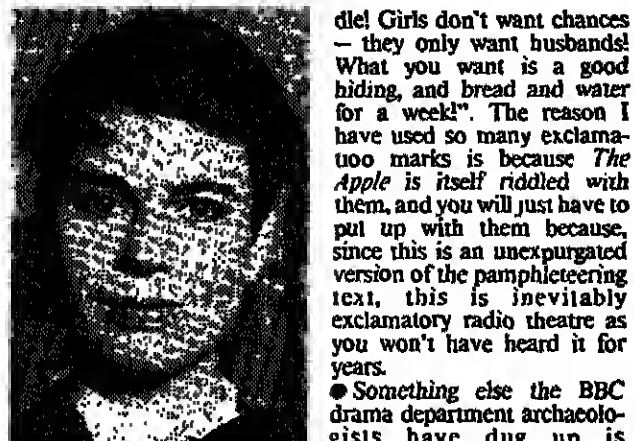 dle! Girls don't want chances
— they only want husbands!
What you want is a good
hiding, and bread and water
for a week!”. The reason I
have used so many exclama-
tion marks is because The
Apple is itself riddled with
them, and you will just have to
put up with them because,
since this is an unexpurgated
version of the pamphleteering
text, this is inevitably
exclamatory radio theatre as
you won't have heard it for
years.
● Something else the BBC
drama department archaeolo-
gists have dug up is